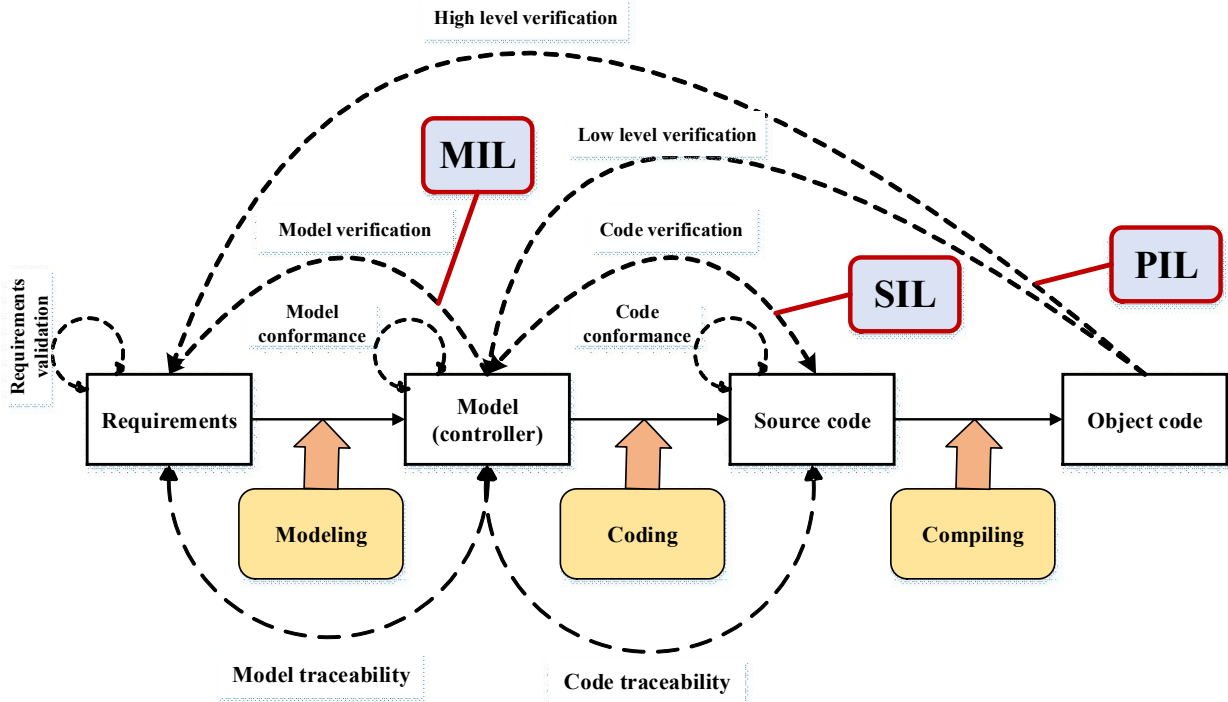 High level verification
Low level verification
MIL
Model verification
Code verification
PIL
SIL
Requirements
validation
Model
conformance
Code
conformance
Requirements
Model
(controller)
Source code
Object code
Modeling
Coding
Compiling
Model traceability
Code traceability